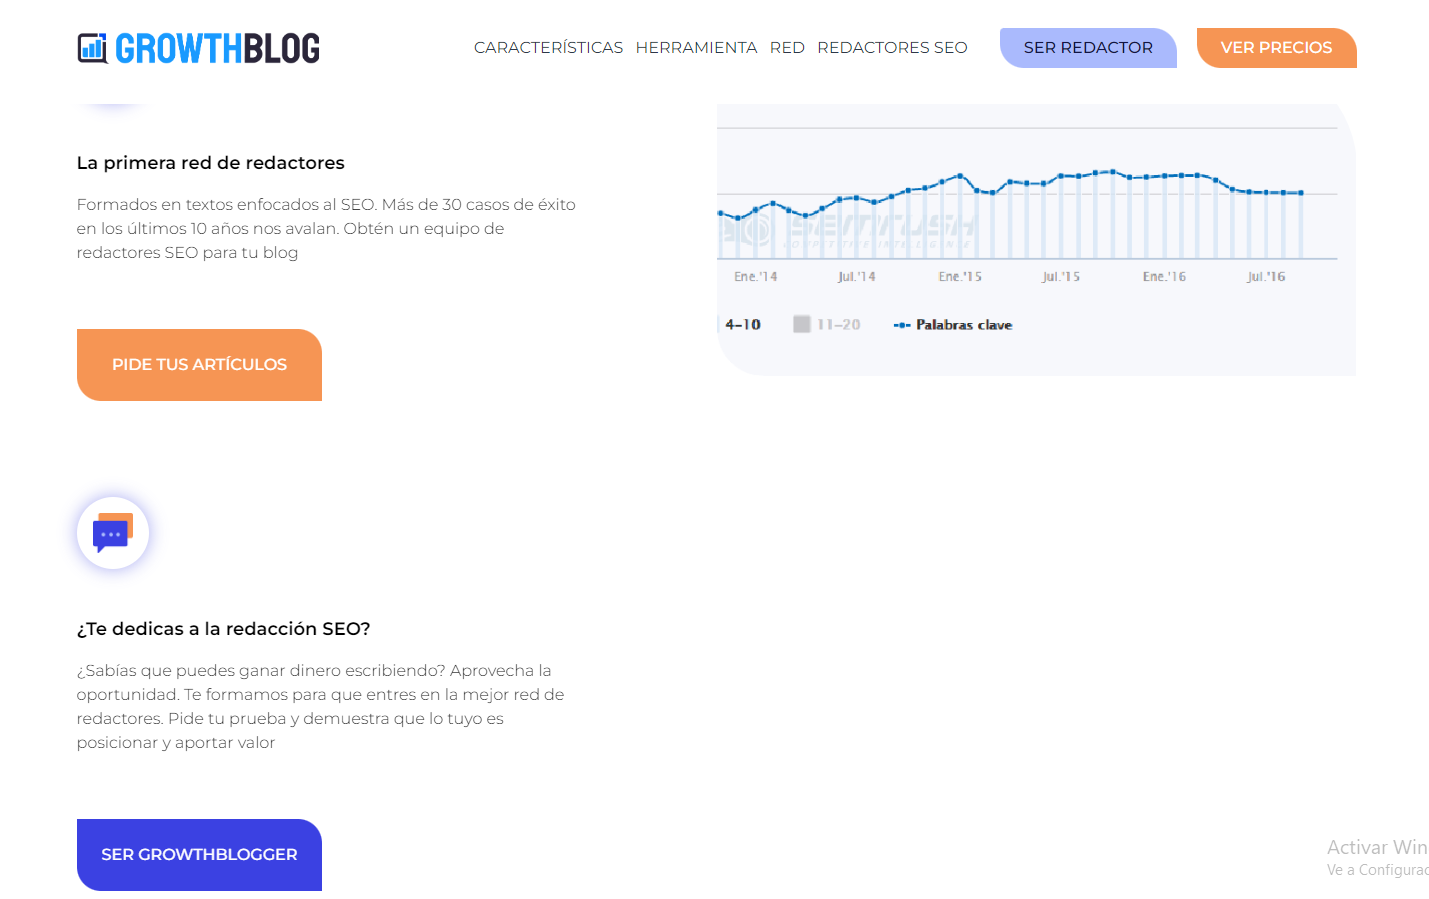 GROWTHBLOG
CARACTERÍSTICAS HERRAMIENTA RED REDACTORES SEO SER REDACTOR VER PRECIOS
La primera red de redactores
Formados en textos enfocados al SEO. Más de 30 casos de éxito
en los últimos 10 años nos avalan. Obtén un equipo de
redactores SEO para tu blog
PIDE TUS ARTÍCULOS
SEMRUSH
COMPETITIVE INTELLIGENCE
Ene.'14 Jul.'14 Ene.'15 Jul.'15 Ene.'16 Jul.'16
4-10 11-20 Palabras clave
¿Te dedicas a la redacción SEO?
¿Sabías que puedes ganar dinero escribiendo? Aprovecha la
oportunidad. Te formamos para que entres en la mejor red de
redactores. Pide tu prueba y demuestra que lo tuyo es
posicionar y aportar valor
SER GROWTHBLOGGER
Activar Win
Ve a Configurac